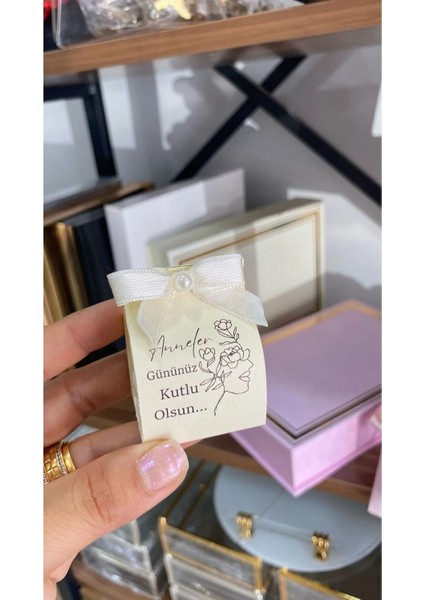 Anneler
Gününüz
Kutlu
Olsun...